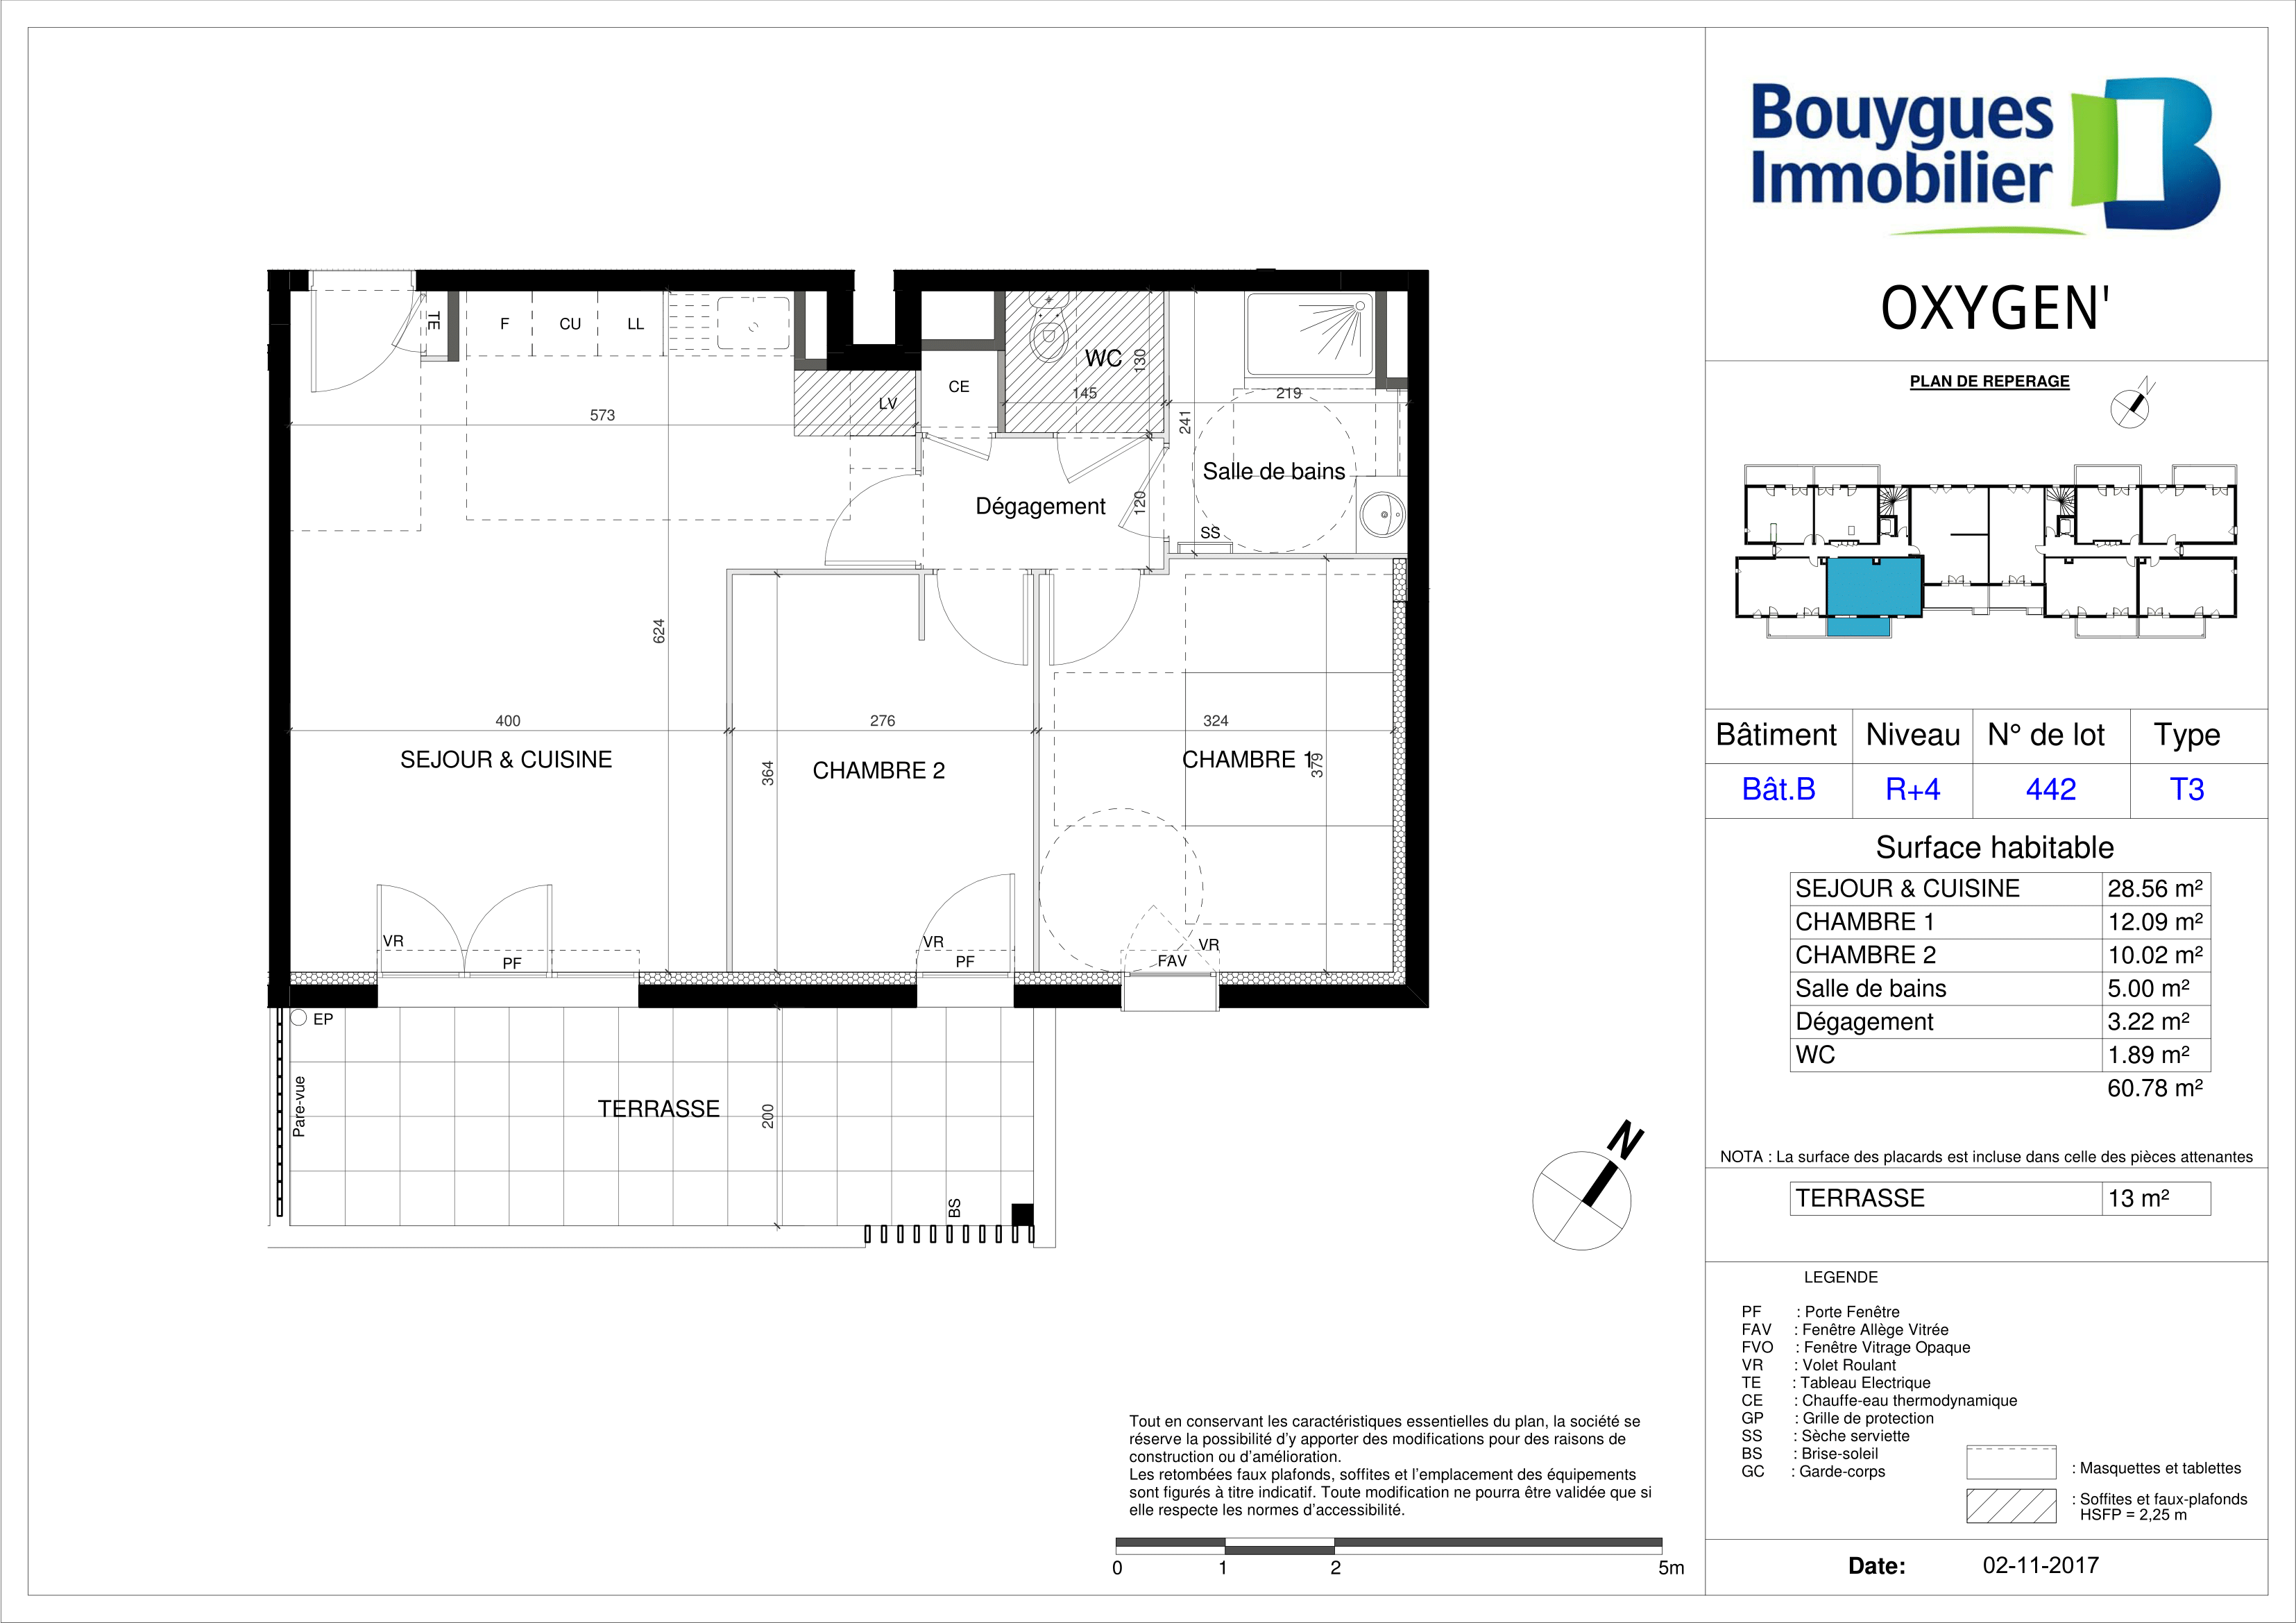 TE
F
CU
LL
WC
130
CE
LV
145
219
573
241
Salle de bains
Dégagement
120
SS
624
400
276
324
SEJOUR & CUISINE
364
CHAMBRE 2
CHAMBRE 1
379
VR
PF
VR
PF
VR
FAV
EP
Pare-vue
TERRASSE
200
BS
N
Tout en conservant les caractéristiques essentielles du plan, la société se
réserve la possibilité d'y apporter des modifications pour des raisons de
construction ou d'amélioration.
Les retombées faux plafonds, soffites et l'emplacement des équipements
sont figurés à titre indicatif. Toute modification ne pourra être validée que si
elle respecte les normes d'accessibilité.
0 1 2 5m
Bouygues
Immobilier
OXYGEN'
PLAN DE REPERAGE
N
Bâtiment Niveau N° de lot Type
Bât.B R+4 442 T3
Surface habitable
SEJOUR & CUISINE 28.56 m²
CHAMBRE 1 12.09 m²
CHAMBRE 2 10.02 m²
Salle de bains 5.00 m²
Dégagement 3.22 m²
WC 1.89 m²
60.78 m²
NOTA : La surface des placards est incluse dans celle des pièces attenantes
TERRASSE 13 m²
LEGENDE
PF : Porte Fenêtre
FAV : Fenêtre Allège Vitrée
FVO : Fenêtre Vitrage Opaque
VR : Volet Roulant
TE : Tableau Electrique
CE : Chauffe-eau thermodynamique
GP : Grille de protection
SS : Sèche serviette
BS : Brise-soleil
GC : Garde-corps
: Masquettes et tablettes
: Soffites et faux-plafonds
HSFP = 2,25 m
Date: 02-11-2017